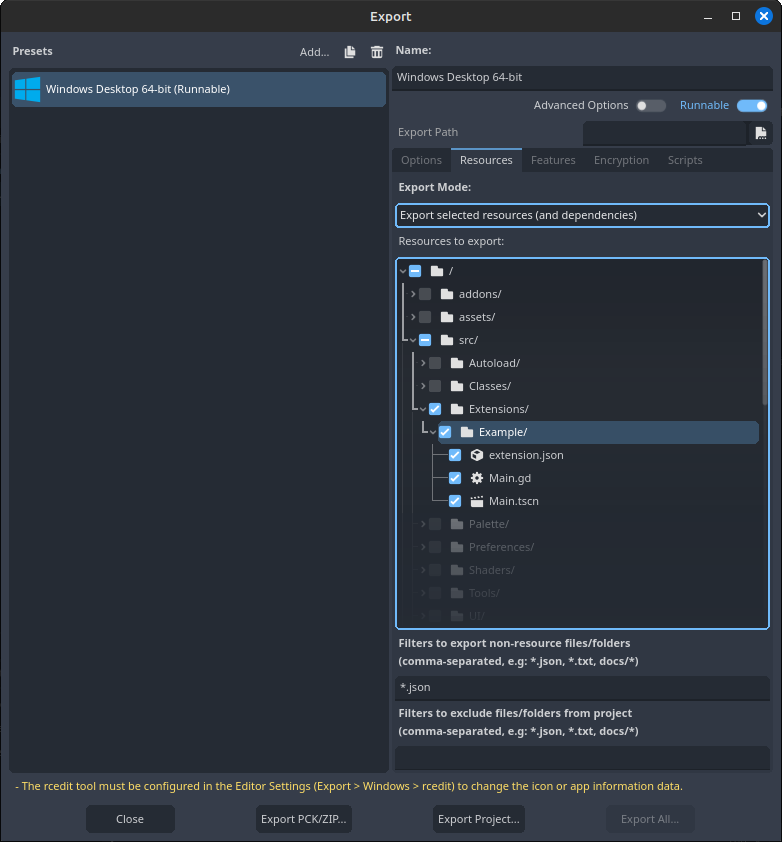 Export
Presets
Add...
Name:
Windows Desktop 64-bit (Runnable)
Windows Desktop 64-bit
Advanced Options
Runnable
Export Path
Options
Resources
Features
Encryption
Scripts
Export Mode:
Export selected resources (and dependencies)
Resources to export:
/
addons/
assets/
src/
Autoload/
Classes/
Extensions/
Example/
extension.json
Main.gd
Main.tscn
Palette/
Preferences/
Shaders/
Tools/
UI/
Filters to export non-resource files/folders
(comma-separated, e.g: *.json, *.txt, docs/*)
*.json
Filters to exclude files/folders from project
(comma-separated, e.g: *.json, *.txt, docs/*)
- The rcedit tool must be configured in the Editor Settings (Export > Windows > rcedit) to change the icon or app information data.
Close
Export PCK/ZIP...
Export Project...
Export All...